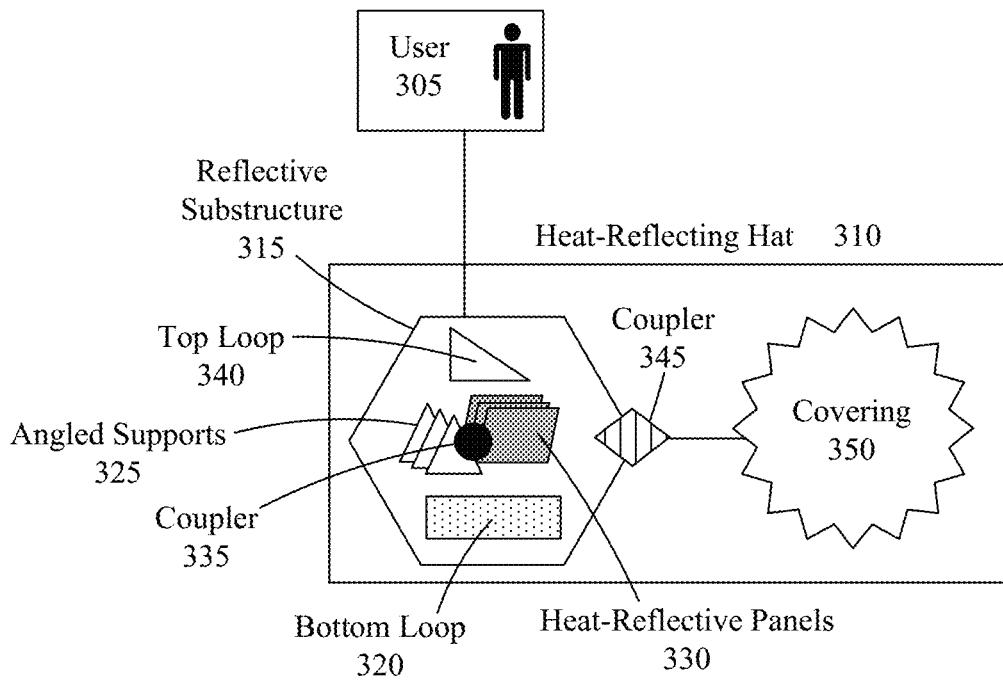 User
305
Reflective
Substructure
315
Heat-Reflecting Hat 310
Top Loop
340
Coupler
345
Angled Supports
325
Covering
350
Coupler
335
Bottom Loop
320
Heat-Reflective Panels
330